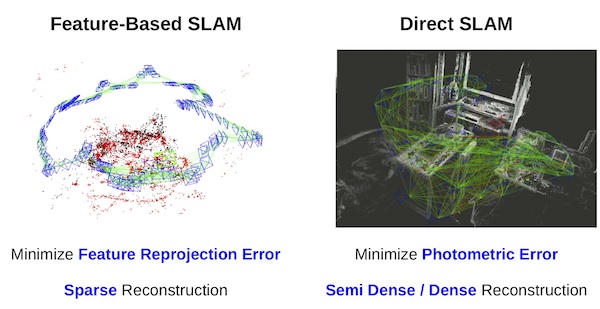 Feature-Based SLAM
Direct SLAM
Minimize Feature Reprojection Error
Minimize Photometric Error
Sparse Reconstruction
Semi Dense / Dense Reconstruction